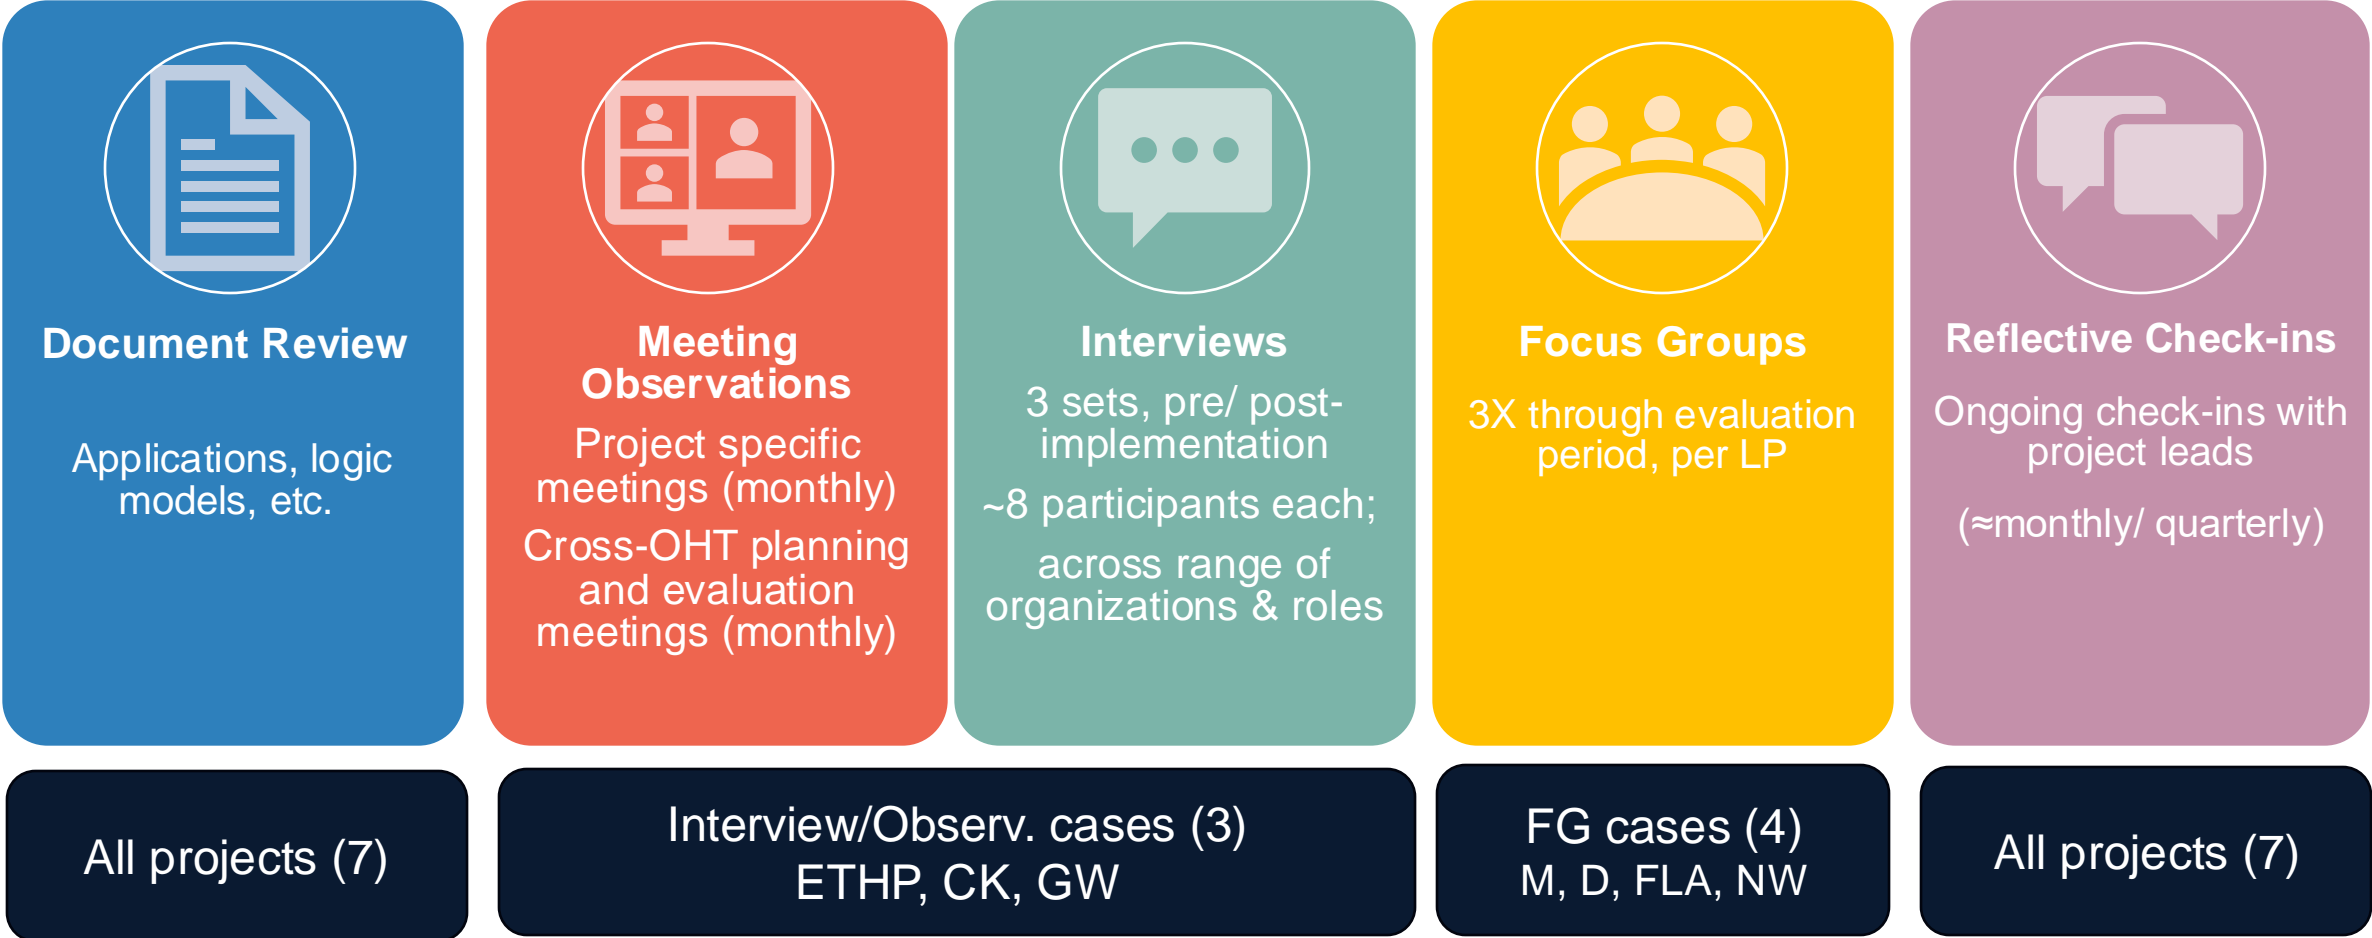 Document Review
Applications, logic
models, etc.
Meeting
Observations
Project specific
meetings (monthly)
Cross-OHT planning
and evaluation
meetings (monthly)
Interviews
3 sets, pre/ post-
implementation
~8 participants each;
across range of
organizations & roles
Focus Groups
3X through evaluation
period, per LP
Reflective Check-ins
Ongoing check-ins with
project leads
(≈monthly/ quarterly)
All projects (7)
Interview/Observ. cases (3)
ETHP, CK, GW
FG cases (4)
M, D, FLA, NW
All projects (7)